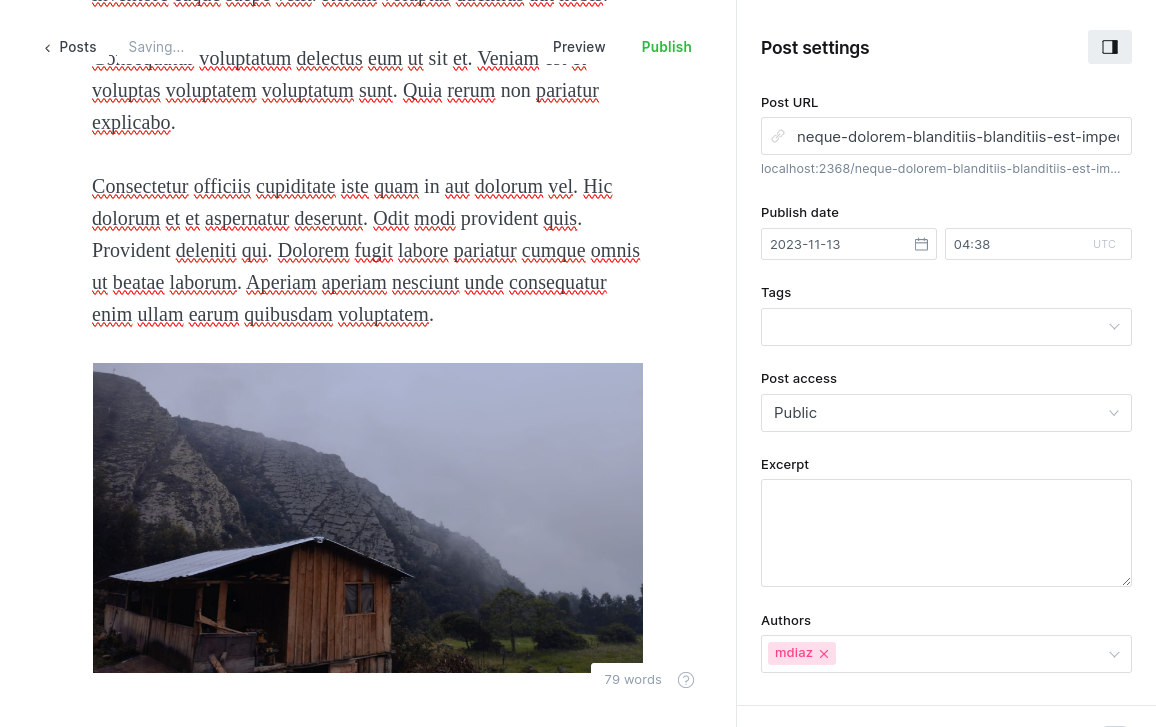 Posts
Saving...
Preview
Publish
voluptatum delectus eum ut sit et. Veniam
voluptas voluptatem voluptatum sunt. Quia rerum non pariatur
explicabo.
Consectetur officiis cupiditate iste quam in aut dolorum vel. Hic
dolorum et et aspernatur deserunt. Odit modi provident quis.
Provident deleniti qui. Dolorem fugit labore pariatur cumque omnis
ut beatae laborum. Aperiam aperiam nesciunt unde consequatur
enim ullam earum quibusdam voluptatem.
79 words
?
Post settings
Post URL
neque-dolorem-blanditiis-blanditiis-est-impe
localhost:2368/neque-dolorem-blanditiis-blanditiis-est-im...
Publish date
2023-11-13
04:38
UTC
Tags
Post access
Public
Excerpt
Authors
mdiaz